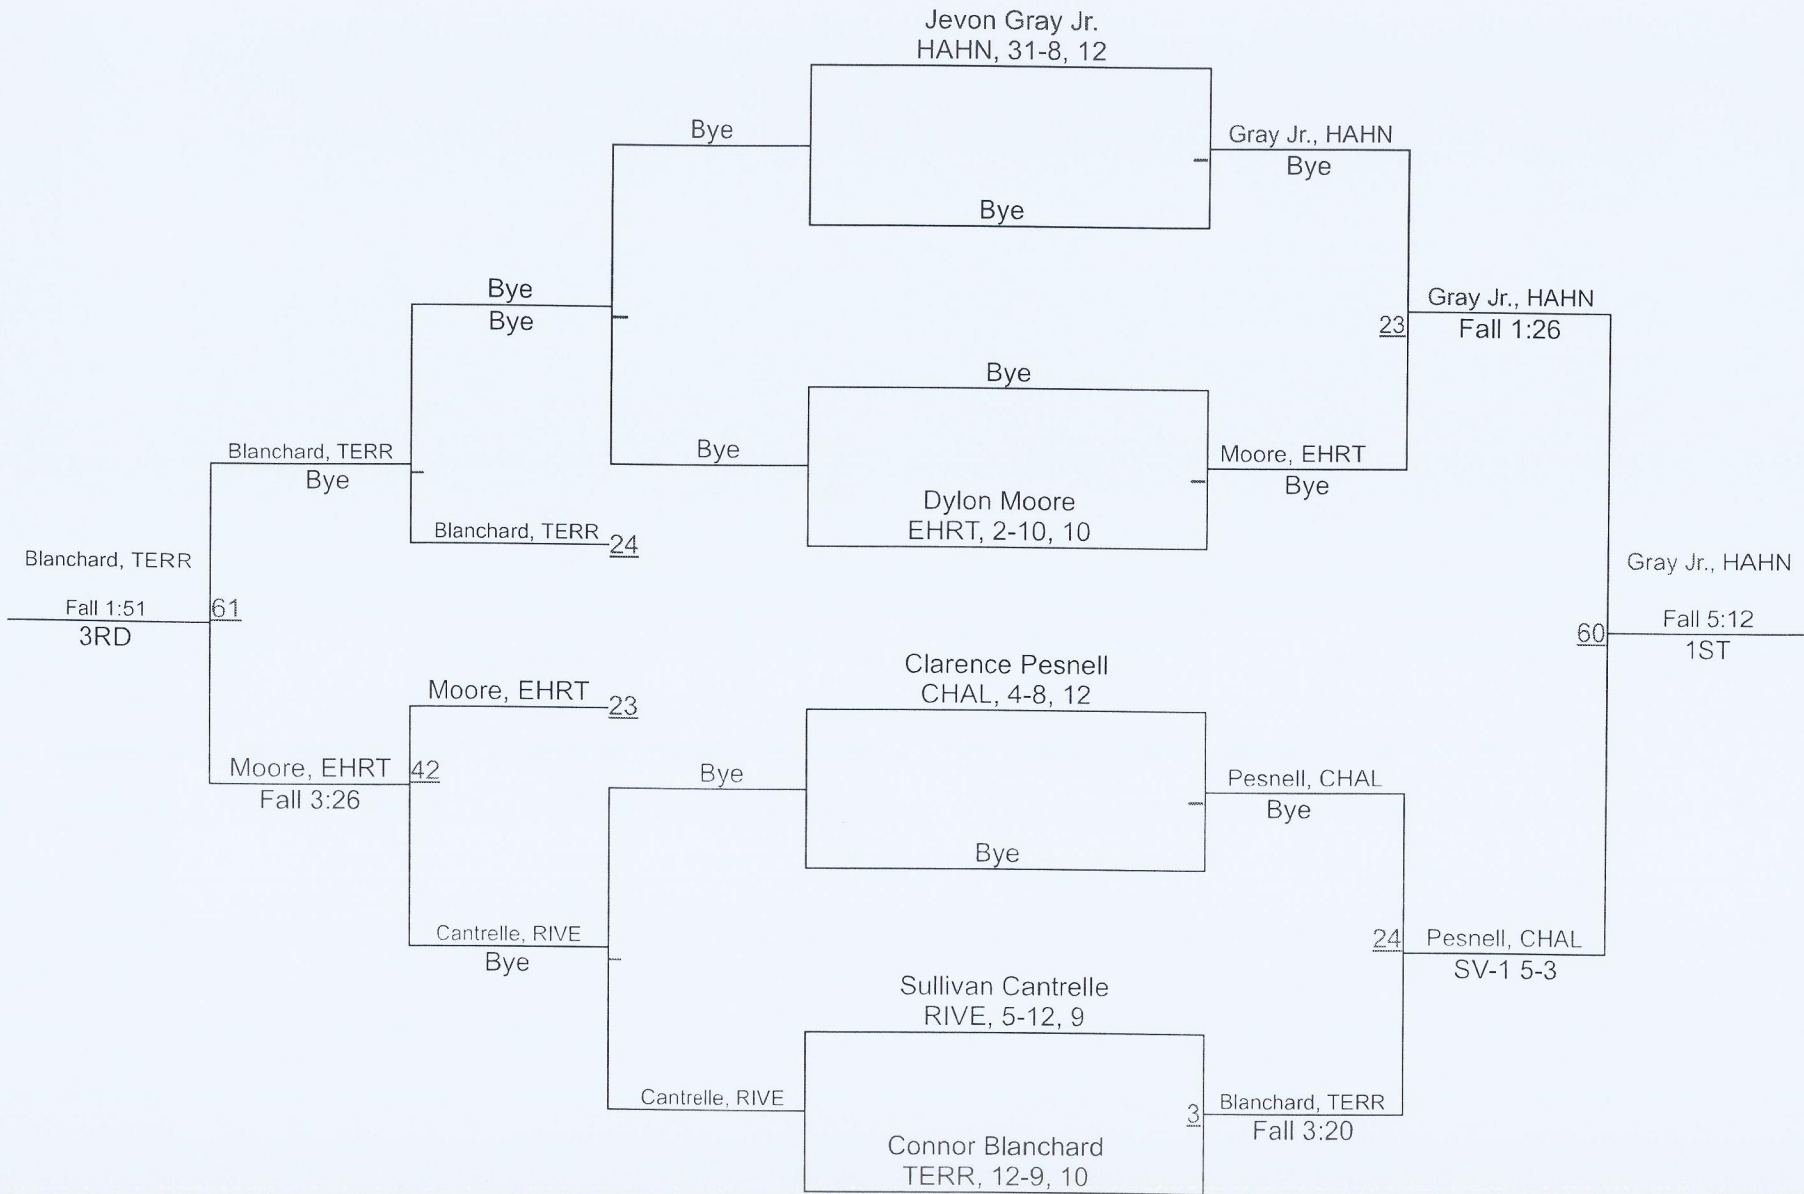 Jevon Gray Jr.
HAHN, 31-8, 12
Bye
Gray Jr., HAHN
Bye
Bye
Bye
Bye
Gray Jr., HAHN
23
Fall 1:26
Bye
Blanchard, TERR
Bye
Bye
Moore, EHRT
Bye
Dylon Moore
EHRT, 2-10, 10
Blanchard, TERR
24
Blanchard, TERR
Fall 1:51
61
3RD
Gray Jr., HAHN
60
Fall 5:12
1ST
Clarence Pesnell
CHAL, 4-8, 12
Moore, EHRT
23
Moore, EHRT
42
Fall 3:26
Bye
Pesnell, CHAL
Bye
Bye
Cantrelle, RIVE
Bye
24
Pesnell, CHAL
SV-1 5-3
Sullivan Cantrelle
RIVE, 5-12, 9
Cantrelle, RIVE
3
Blanchard, TERR
Fall 3:20
Connor Blanchard
TERR, 12-9, 10